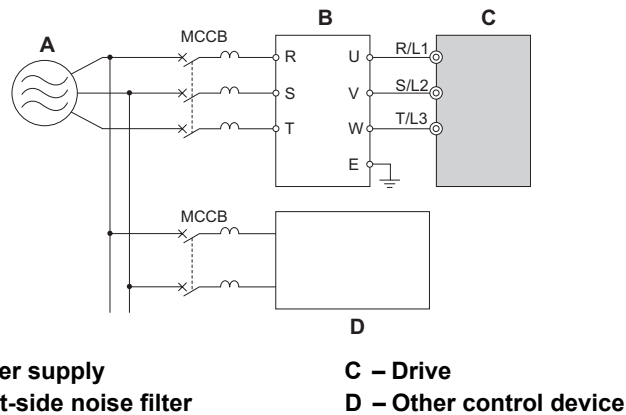 A
MCCB
B
C
R
U
R/L1
S
V
S/L2
T
W
T/L3
E
MCCB
D
er supply
C – Drive
t-side noise filter
D – Other control device